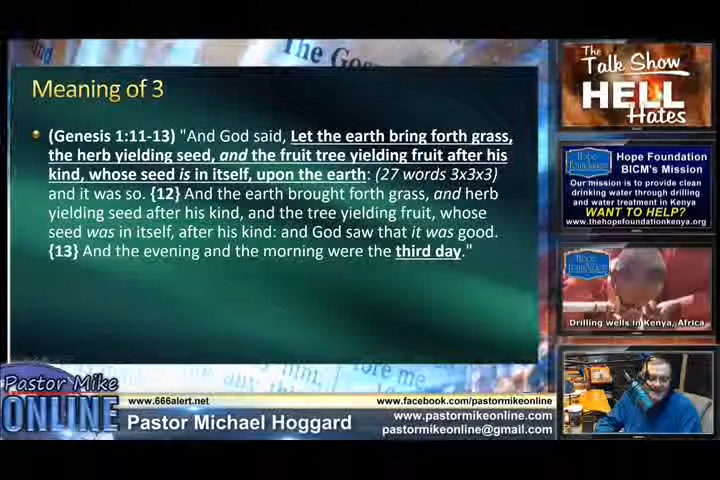 The Gos
Meaning of 3
(Genesis 1:11-13) "And God said, Let the earth bring forth grass,
the herb yielding seed, and the fruit tree yielding fruit after his
kind, whose seed is in itself, upon the earth: (27 words 3x3x3)
and it was so. {12} And the earth brought forth grass, and herb
yielding seed after his kind, and the tree yielding fruit, whose
seed was in itself, after his kind: and God saw that it was good.
{13} And the evening and the morning were the third day."
The
Talk Show
HELL
Hates
Hope Foundation
BICM's Mission
Our mission is to provide clean
drinking water through drilling
and water treatment in Kenya
WANT TO HELP?
www.thehopefoundationkenya.org
Drilling wells in Kenya, Africa
Pastor Mike
ONLINE
www.666alert.net
www.facebook.com/pastormikeonline
Pastor Michael Hoggard
www.pastormikeonline.com
pastormikeonline@gmail.com